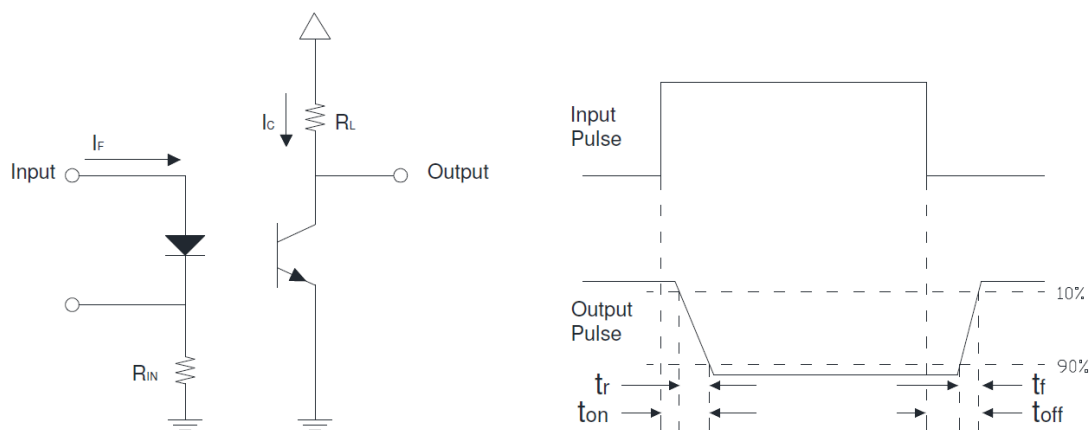 IC
RL
IF
Input
Output
RIN
Input
Pulse
10%
Output
Pulse
90%
tr
tf
ton
toff